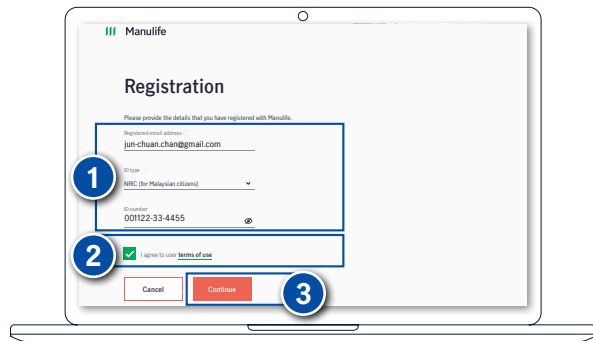 Manulife
Registration
Please provide the details that you have registered with Manulife.
Registered email address
jun-chuan.chan@gmail.com
ID type
NRIC (for Malaysian citizens)
ID number
001122-33-4455
1
2
I agree to user terms of use
Cancel
Continue
3